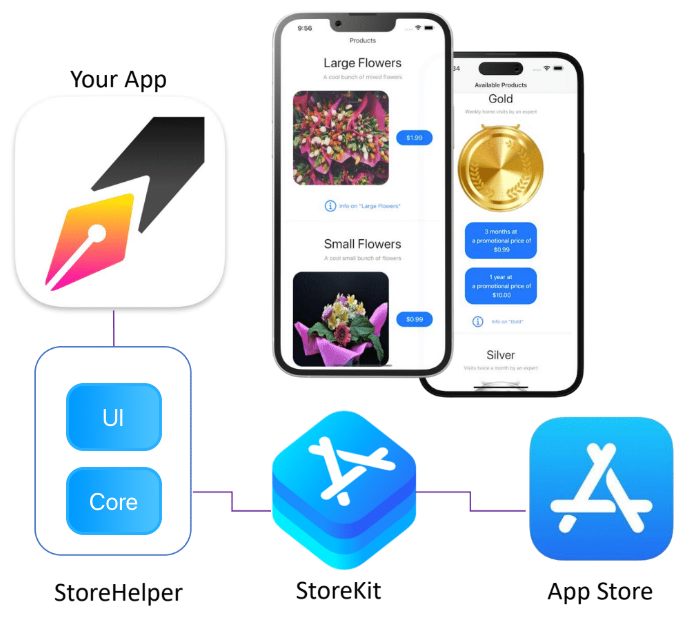 Your App
9:56
Products
Large Flowers
A cool bunch of mixed flowers
$1.99
Info on "Large Flowers"
Small Flowers
A cool small bunch of flowers
$0.99
34
Available Products
Gold
Weekly home visits by an expert
3 months at
a promotional price of
$0.99
1 year at
a promotional price of
$10.00
Info on "Gold"
Silver
Visits twice a month by an expert
UI
Core
StoreHelper
StoreKit
App Store